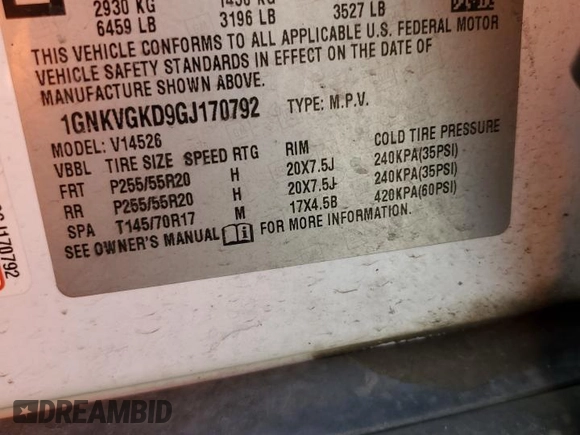 2930 KG 1450 KG
6459 LB 3196 LB 3527 LB
THIS VEHICLE CONFORMS TO ALL APPLICABLE U.S. FEDERAL MOTOR
VEHICLE SAFETY STANDARDS IN EFFECT ON THE DATE OF
MANUFACTURE SHOWN ABOVE.
1GNKVGKD9GJ170792 TYPE: M.P.V.
MODEL: V14526
VBBL TIRE SIZE SPEED RTG RIM COLD TIRE PRESSURE
FRT P255/55R20 H 20X7.5J 240KPA(35PSI)
RR P255/55R20 H 20X7.5J 240KPA(35PSI)
SPA T145/70R17 M 17X4.5B 420KPA(60PSI)
SEE OWNER'S MANUAL FOR MORE INFORMATION.
J170792
DREAMBID